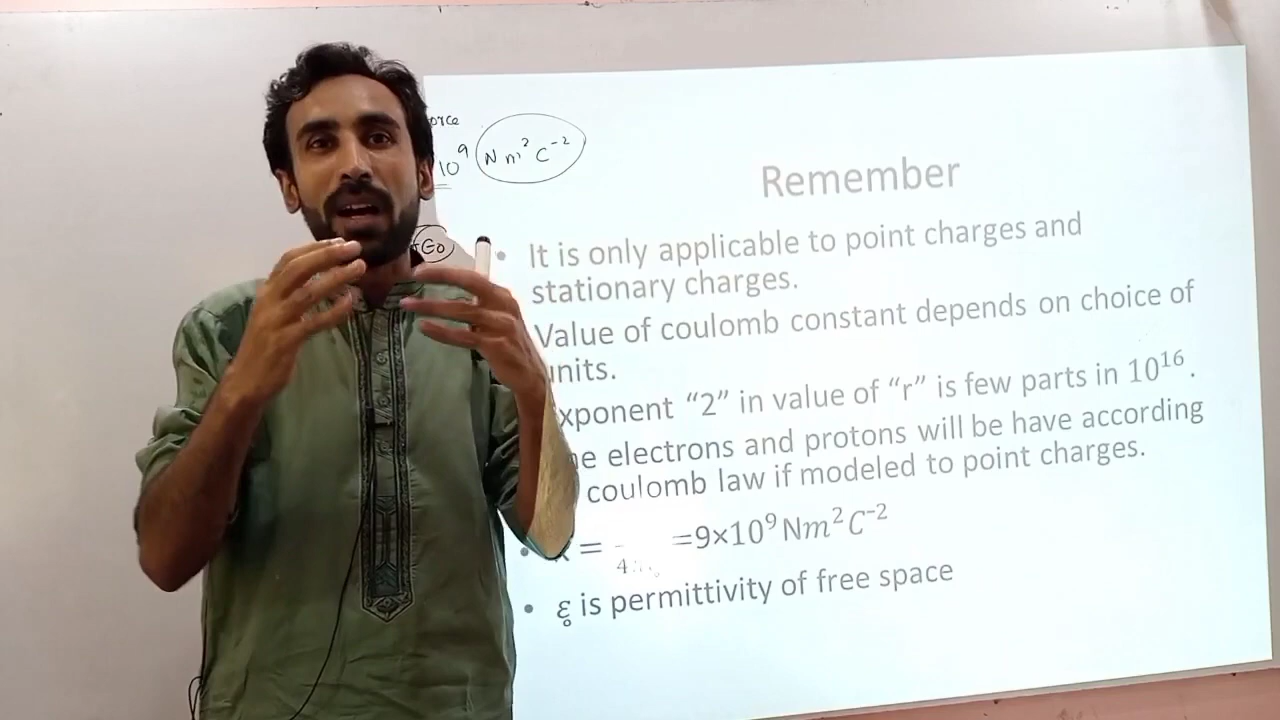 orce
10⁹ N m² C⁻²
Go
Remember
• It is only applicable to point charges and
stationary charges.
Value of coulomb constant depends on choice of
units.
xponent “2” in value of “r” is few parts in 10¹⁶.
he electrons and protons will be have according
coulomb law if modeled to point charges.
• = =9×10⁹ Nm²C⁻²
• ε₀ is permittivity of free space